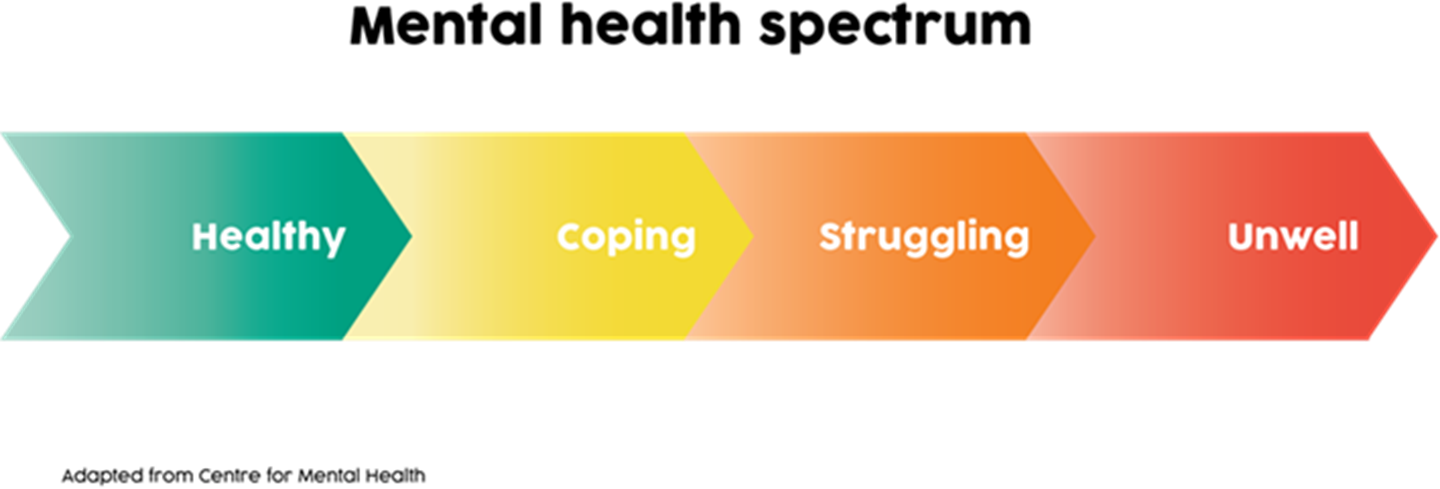 Mental health spectrum
Healthy
Coping
Struggling
Unwell
Adapted from Centre for Mental Health